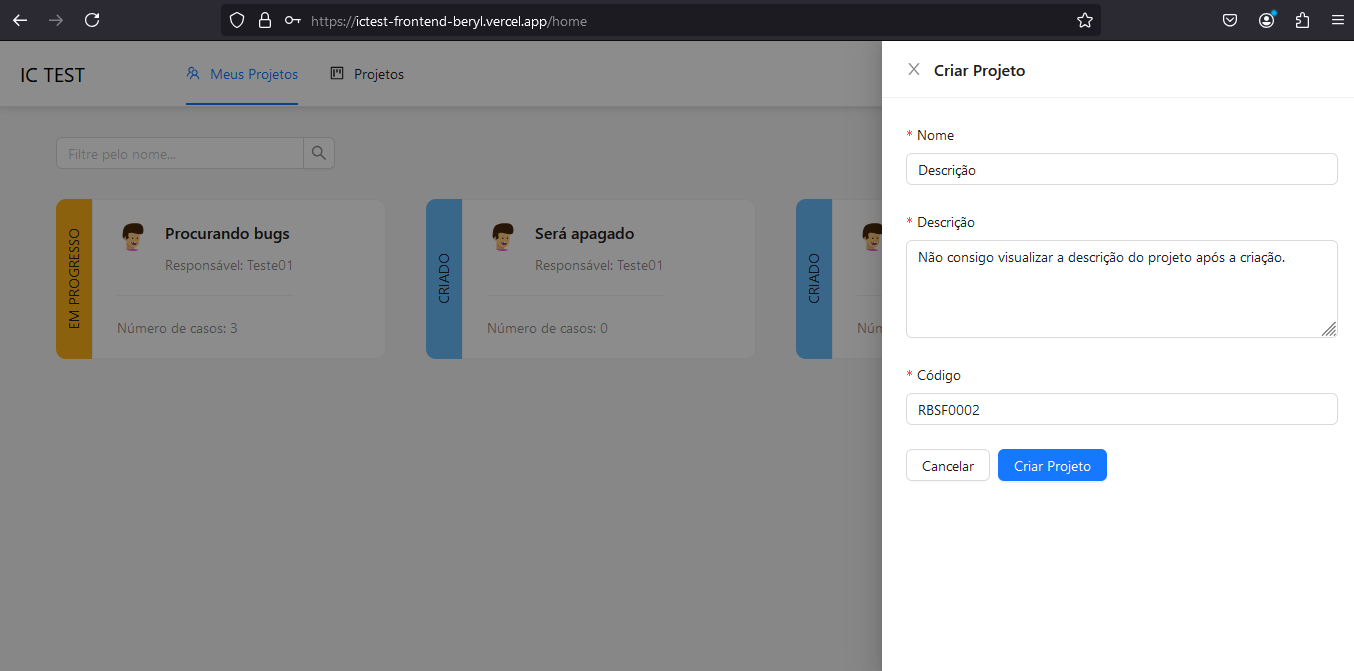 https://ictest-frontend-beryl.vercel.app/home
IC TEST
Meus Projetos
Projetos
Filtre pelo nome...
EM PROGRESSO
Procurando bugs
Responsável: Teste01
Número de casos: 3
CRIADO
Será apagado
Responsável: Teste01
Número de casos: 0
CRIADO
Criar Projeto
* Nome
Descrição
* Descrição
Não consigo visualizar a descrição do projeto após a criação.
* Código
RBSF0002
Cancelar
Criar Projeto